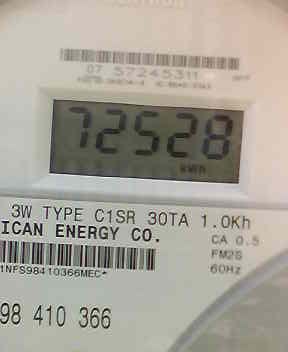 07 57245311
72528
kWh
3W TYPE C1SR 30TA 1.0Kh
ICAN ENERGY CO.
CA 0.5
FM2S
60Hz
1NFS98410366MEC*
98 410 366